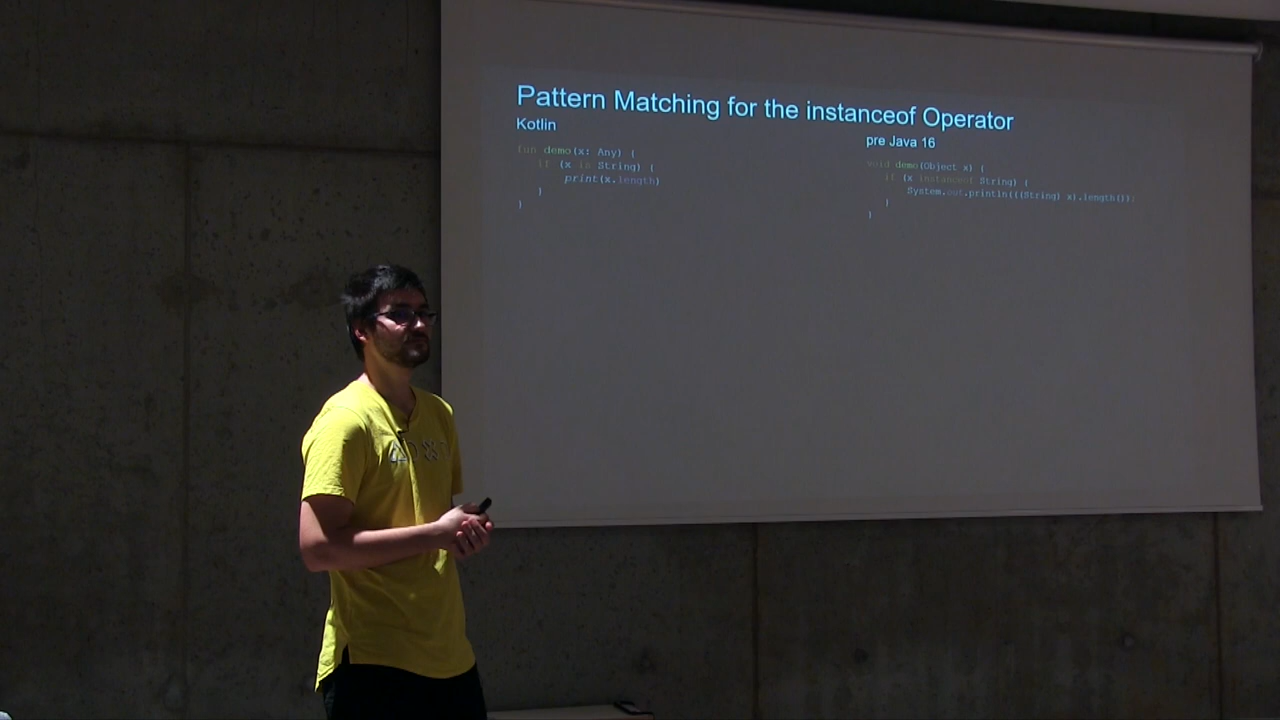 Pattern Matching for the instanceof Operator
Kotlin
fun demo(x: Any) {
if (x is String) {
print(x.length)
}
}
pre Java 16
void demo(Object x) {
if (x instanceof String) {
System.out.println(((String) x).length());
}
}